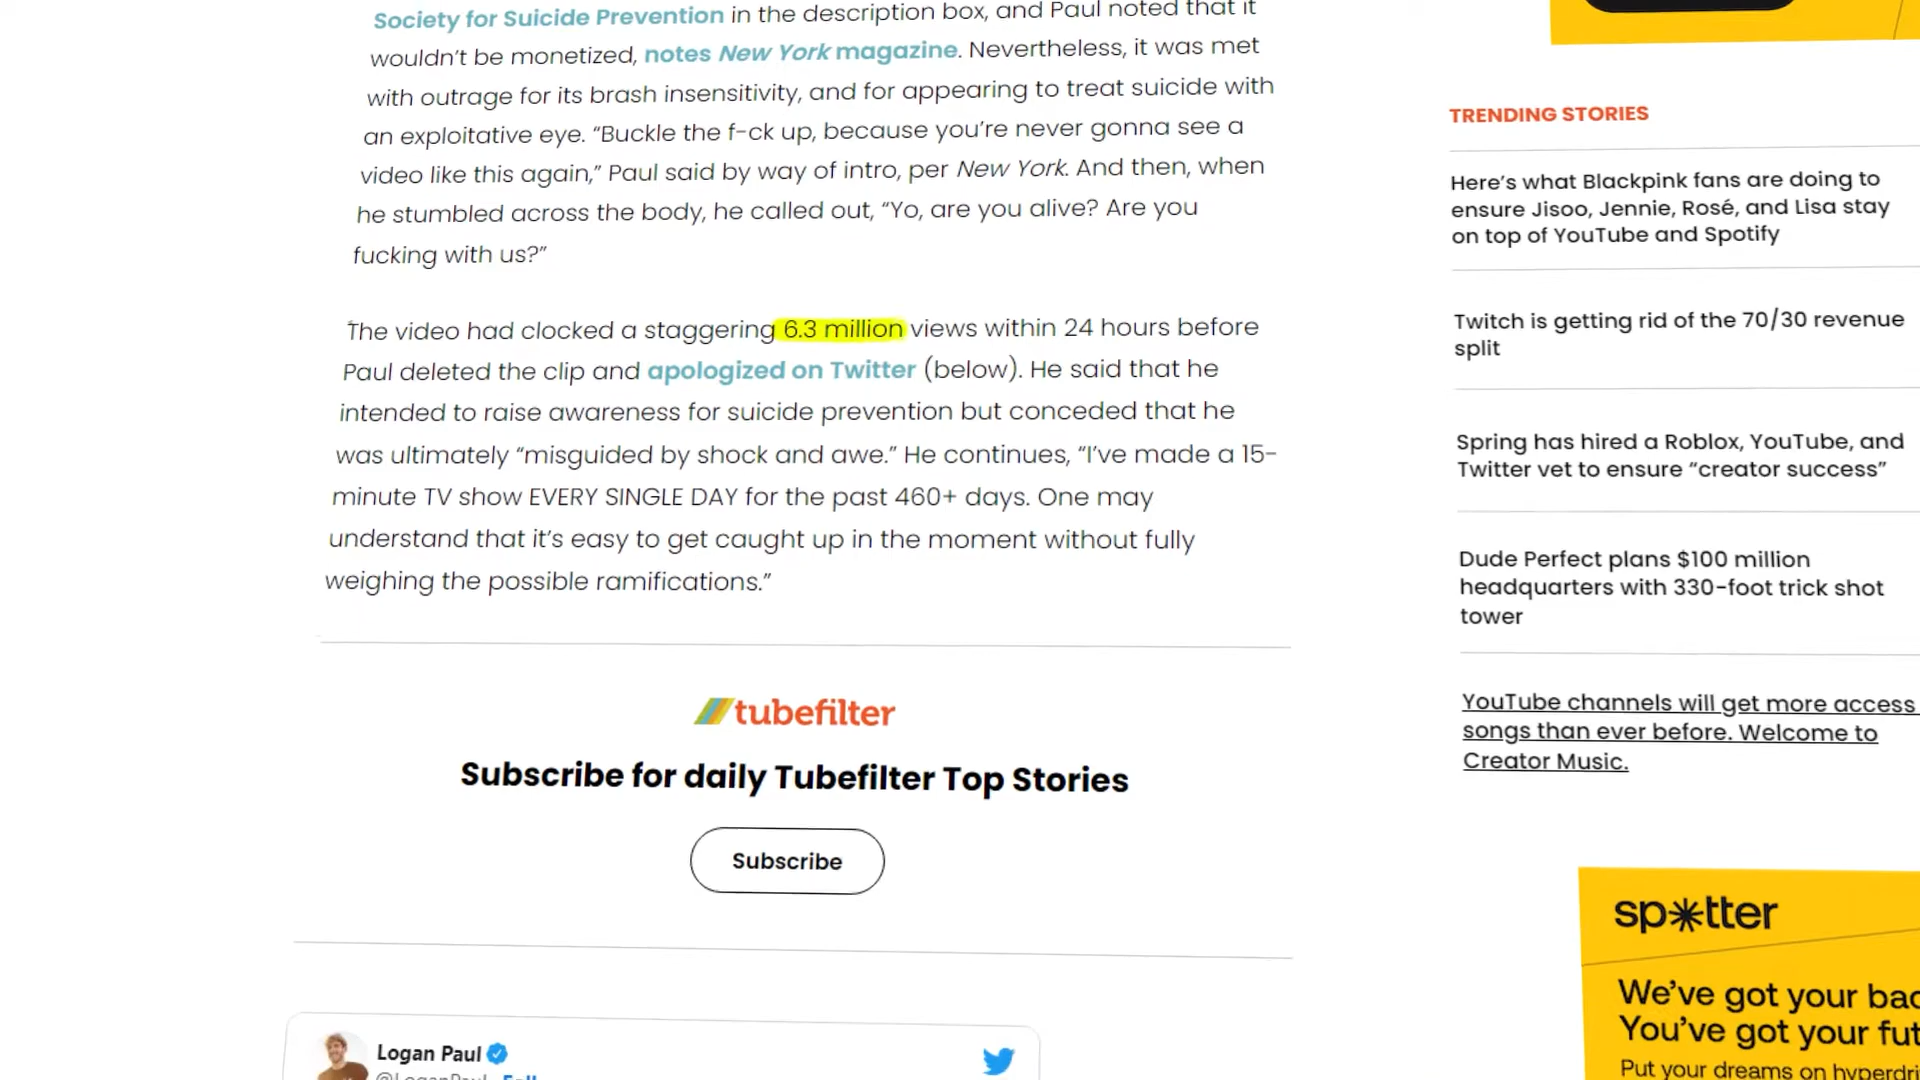 Society for Suicide Prevention in the description box, and Paul noted that it
wouldn’t be monetized, notes New York magazine. Nevertheless, it was met
with outrage for its brash insensitivity, and for appearing to treat suicide with
an exploitative eye. “Buckle the f-ck up, because you’re never gonna see a
video like this again,” Paul said by way of intro, per New York. And then, when
he stumbled across the body, he called out, “Yo, are you alive? Are you
fucking with us?”
The video had clocked a staggering 6.3 million views within 24 hours before
Paul deleted the clip and apologized on Twitter (below). He said that he
intended to raise awareness for suicide prevention but conceded that he
was ultimately “misguided by shock and awe.” He continues, “I’ve made a 15-
minute TV show EVERY SINGLE DAY for the past 460+ days. One may
understand that it’s easy to get caught up in the moment without fully
weighing the possible ramifications.”
tubefilter
Subscribe for daily Tubefilter Top Stories
Subscribe
Logan Paul
TRENDING STORIES
Here’s what Blackpink fans are doing to
ensure Jisoo, Jennie, Rosé, and Lisa stay
on top of YouTube and Spotify
Twitch is getting rid of the 70/30 revenue
split
Spring has hired a Roblox, YouTube, and
Twitter vet to ensure “creator success”
Dude Perfect plans $100 million
headquarters with 330-foot trick shot
tower
YouTube channels will get more access
songs than ever before. Welcome to
Creator Music.
spotter
We’ve got your bac
You’ve got your fut
Put your dreams on hyperdri